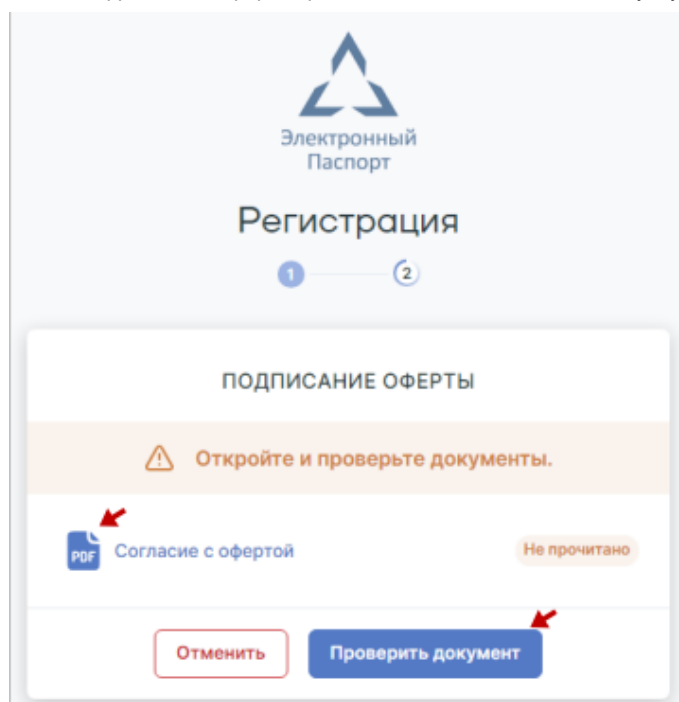 Электронный
Паспорт
Регистрация
1 2
ПОДПИСАНИЕ ОФЕРТЫ
Откройте и проверьте документы.
PDF Согласие с офертой Не прочитано
Отменить Проверить документ